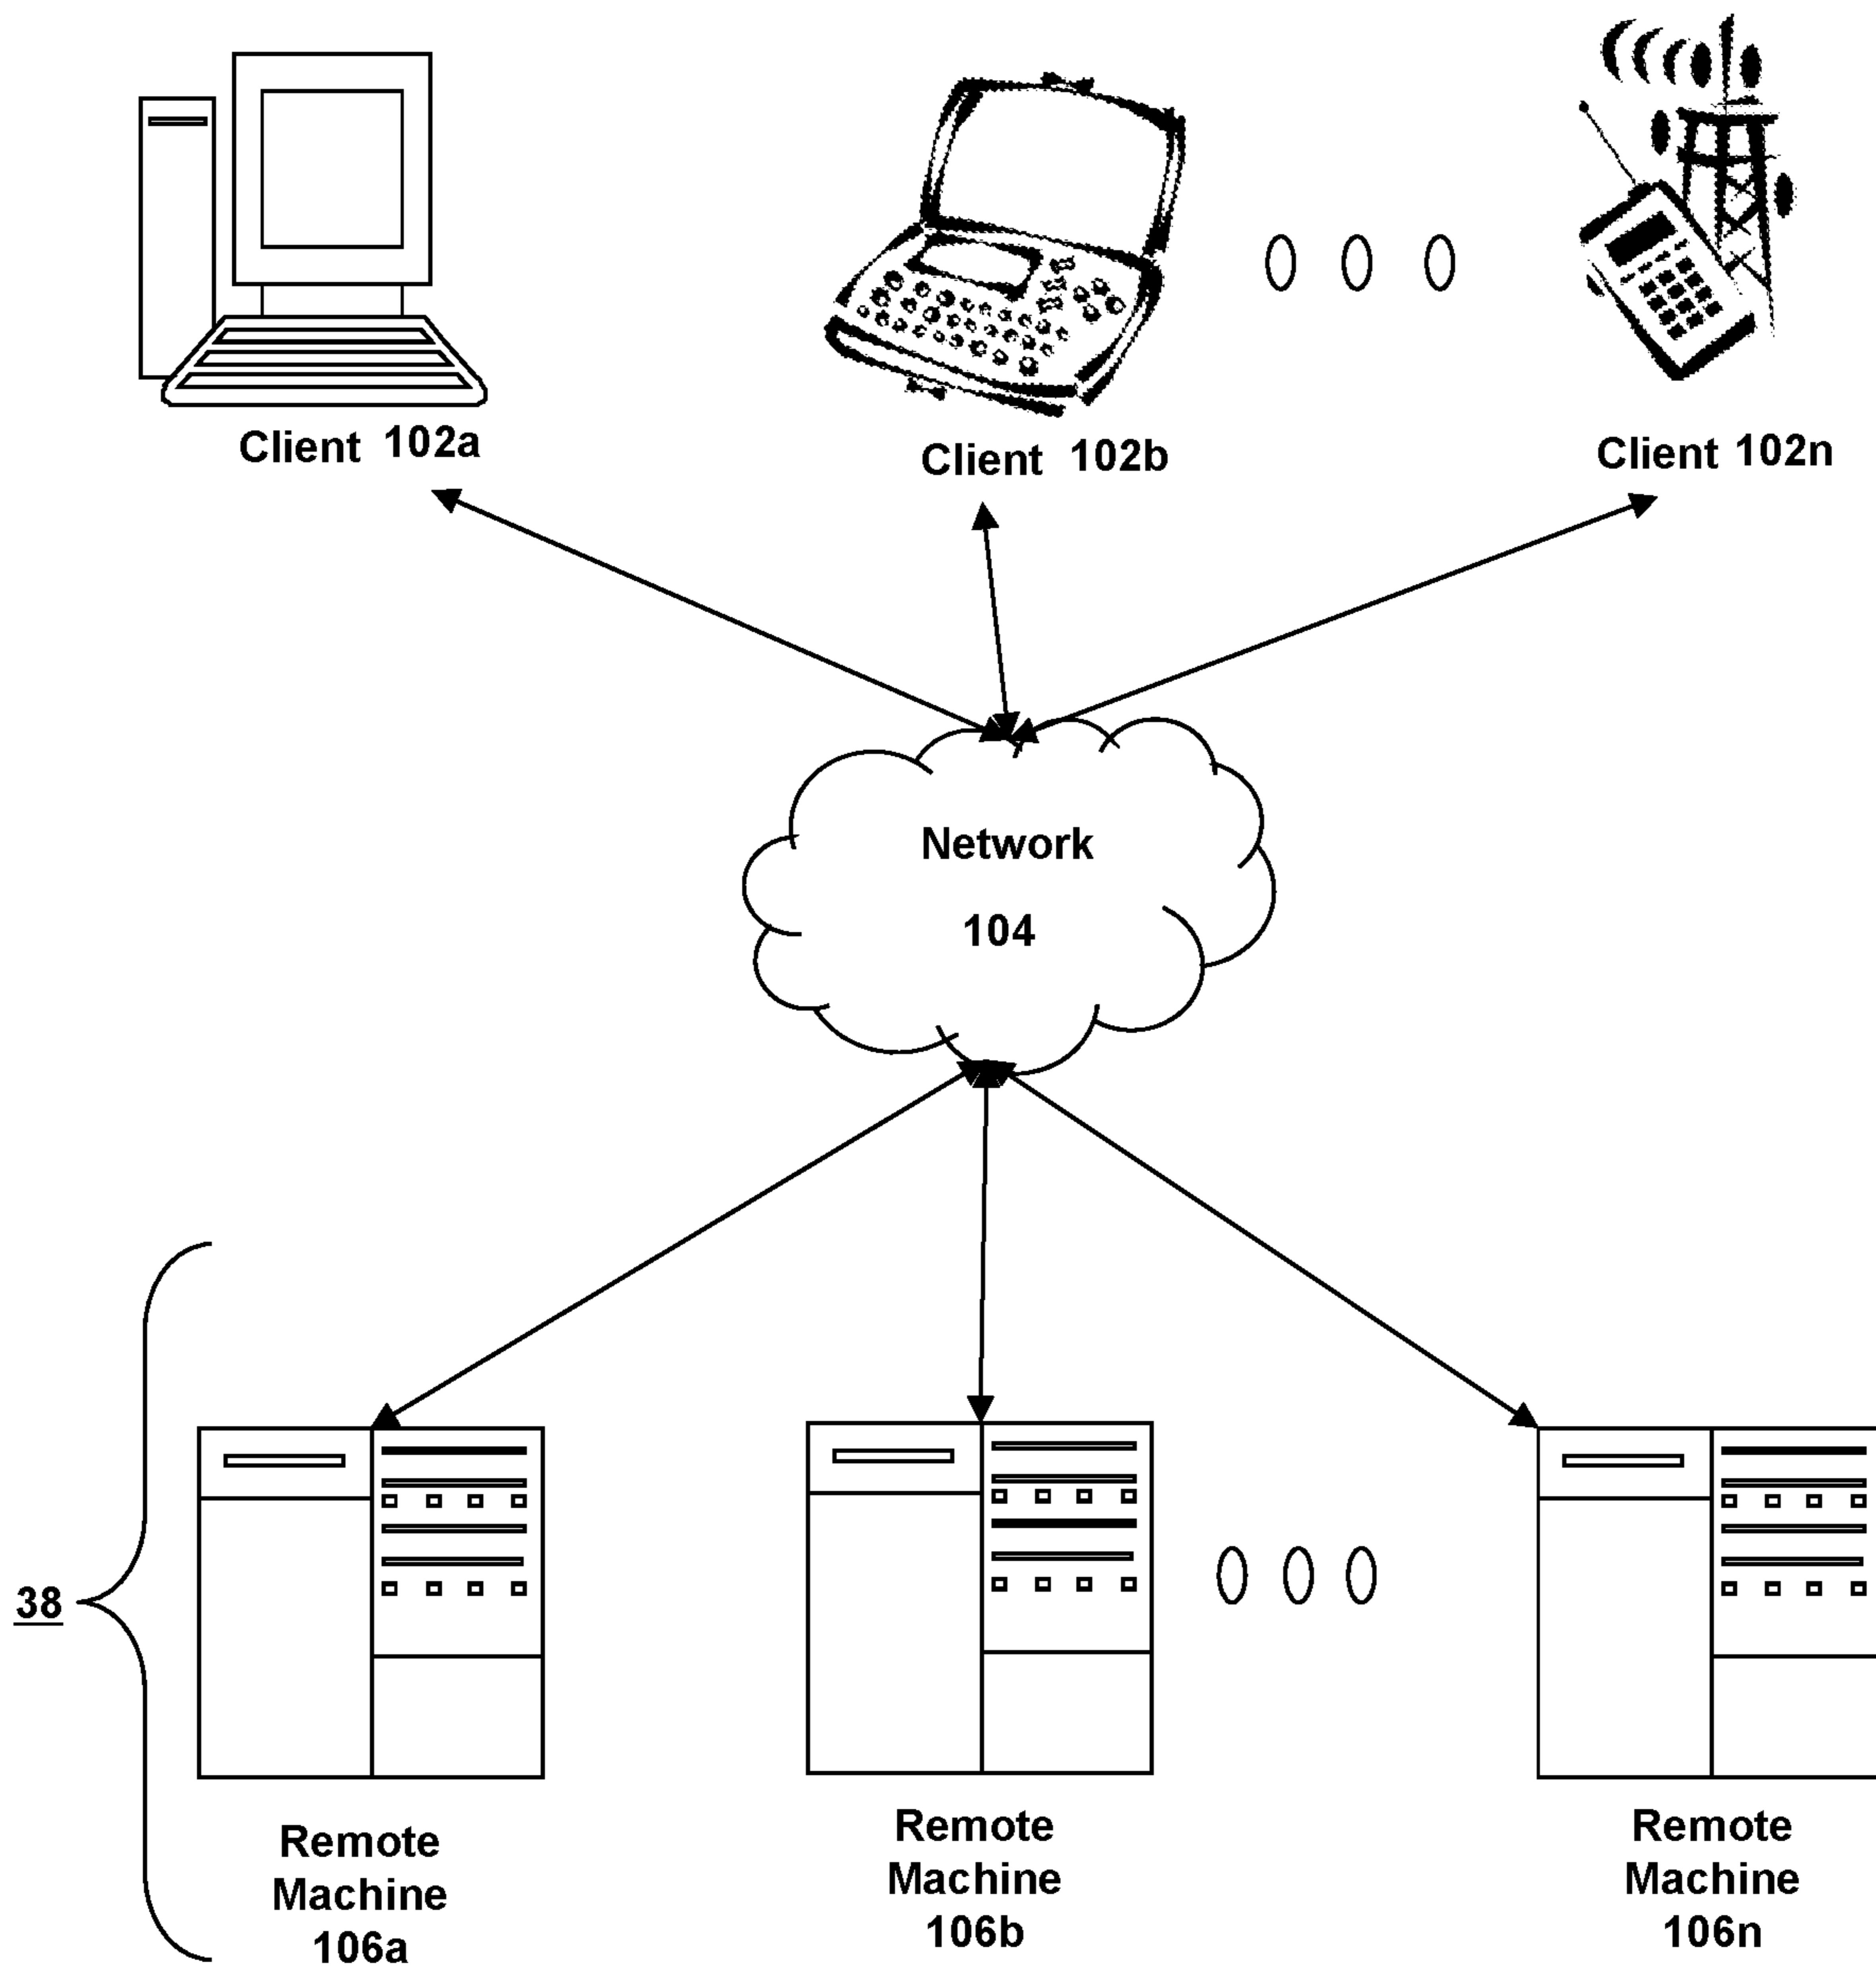 Client 102a
Client 102b
Client 102n
Network
104
38
Remote
Machine
106a
Remote
Machine
106b
Remote
Machine
106n